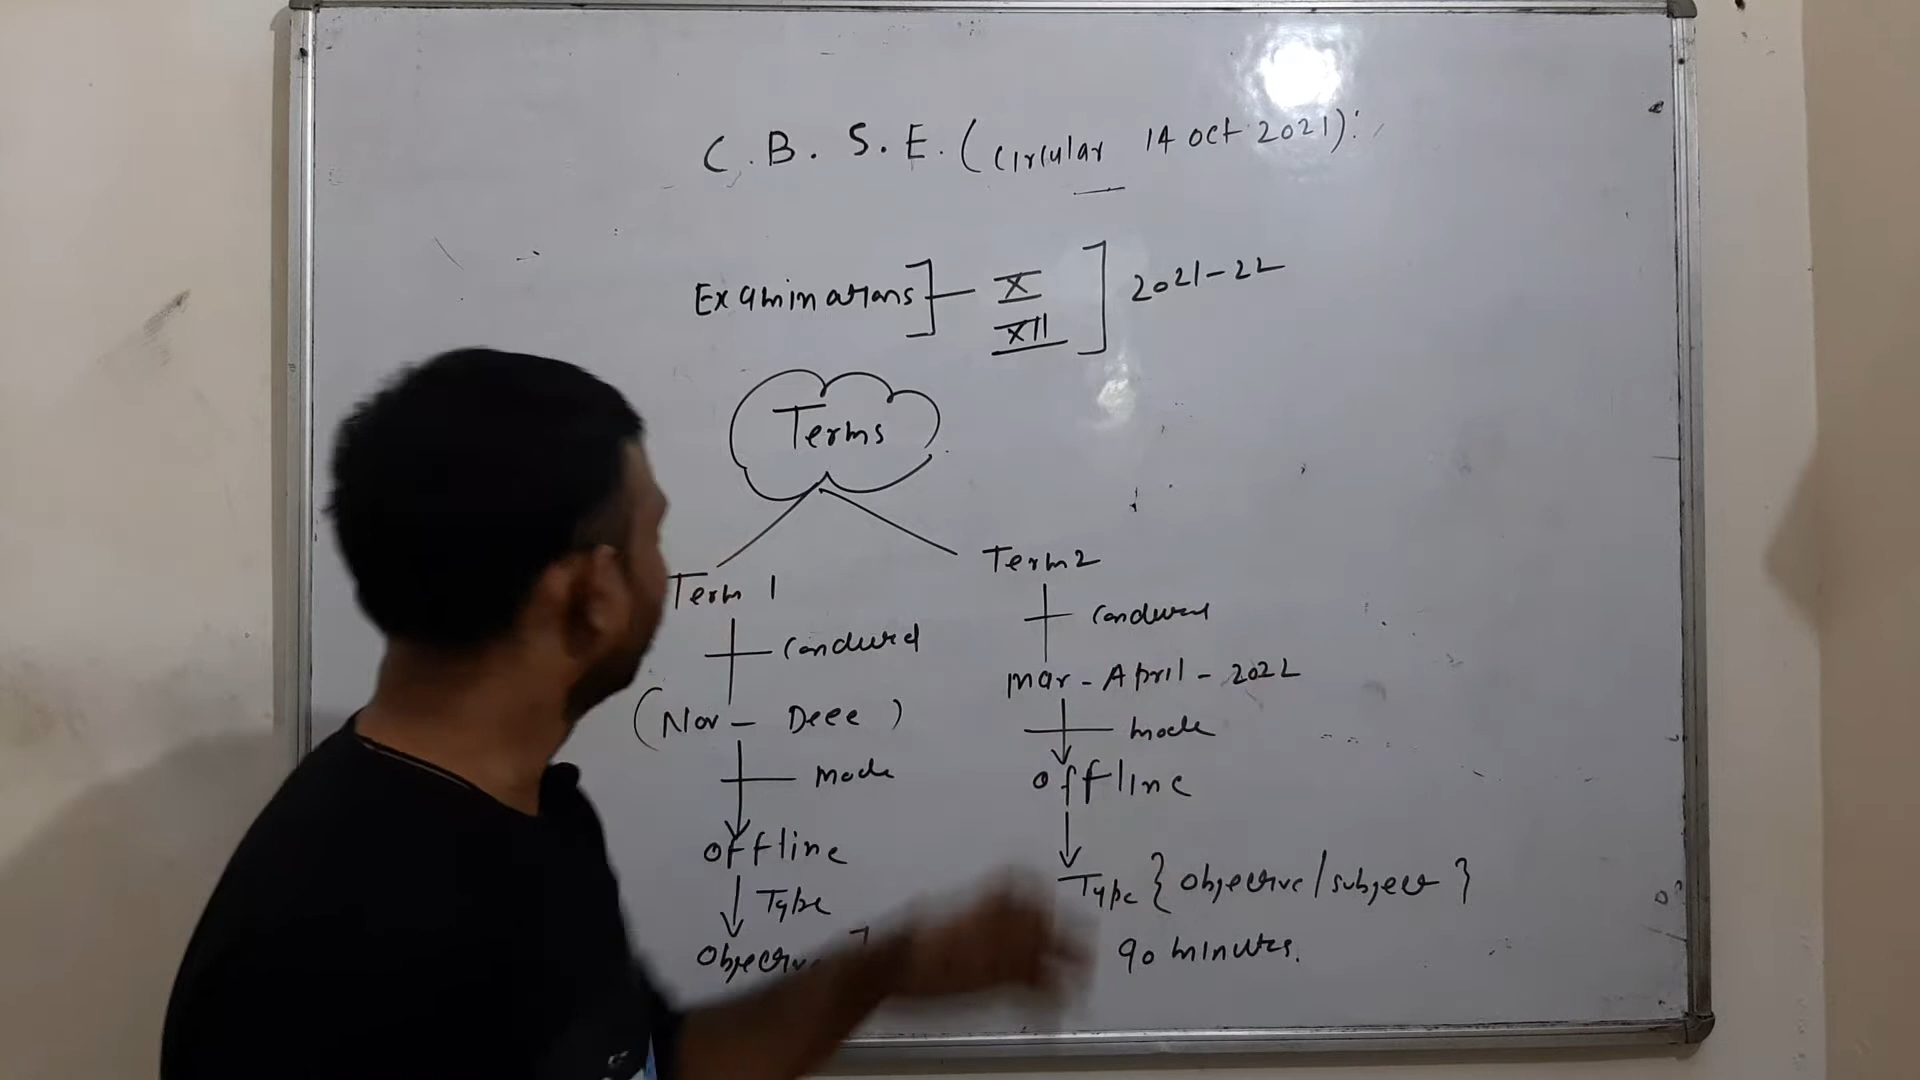 C.B.S.E. (Circular 14 Oct 2021):
Examinations] X ] 2021-22
XII
Terms
Term 1
Conducted
(Nov - Dece)
Mode
Offline
Type
Objective
Term 2
Conducted
Mar - April - 2022
Mode
Offline
Type { Objective / subject }
90 minutes.